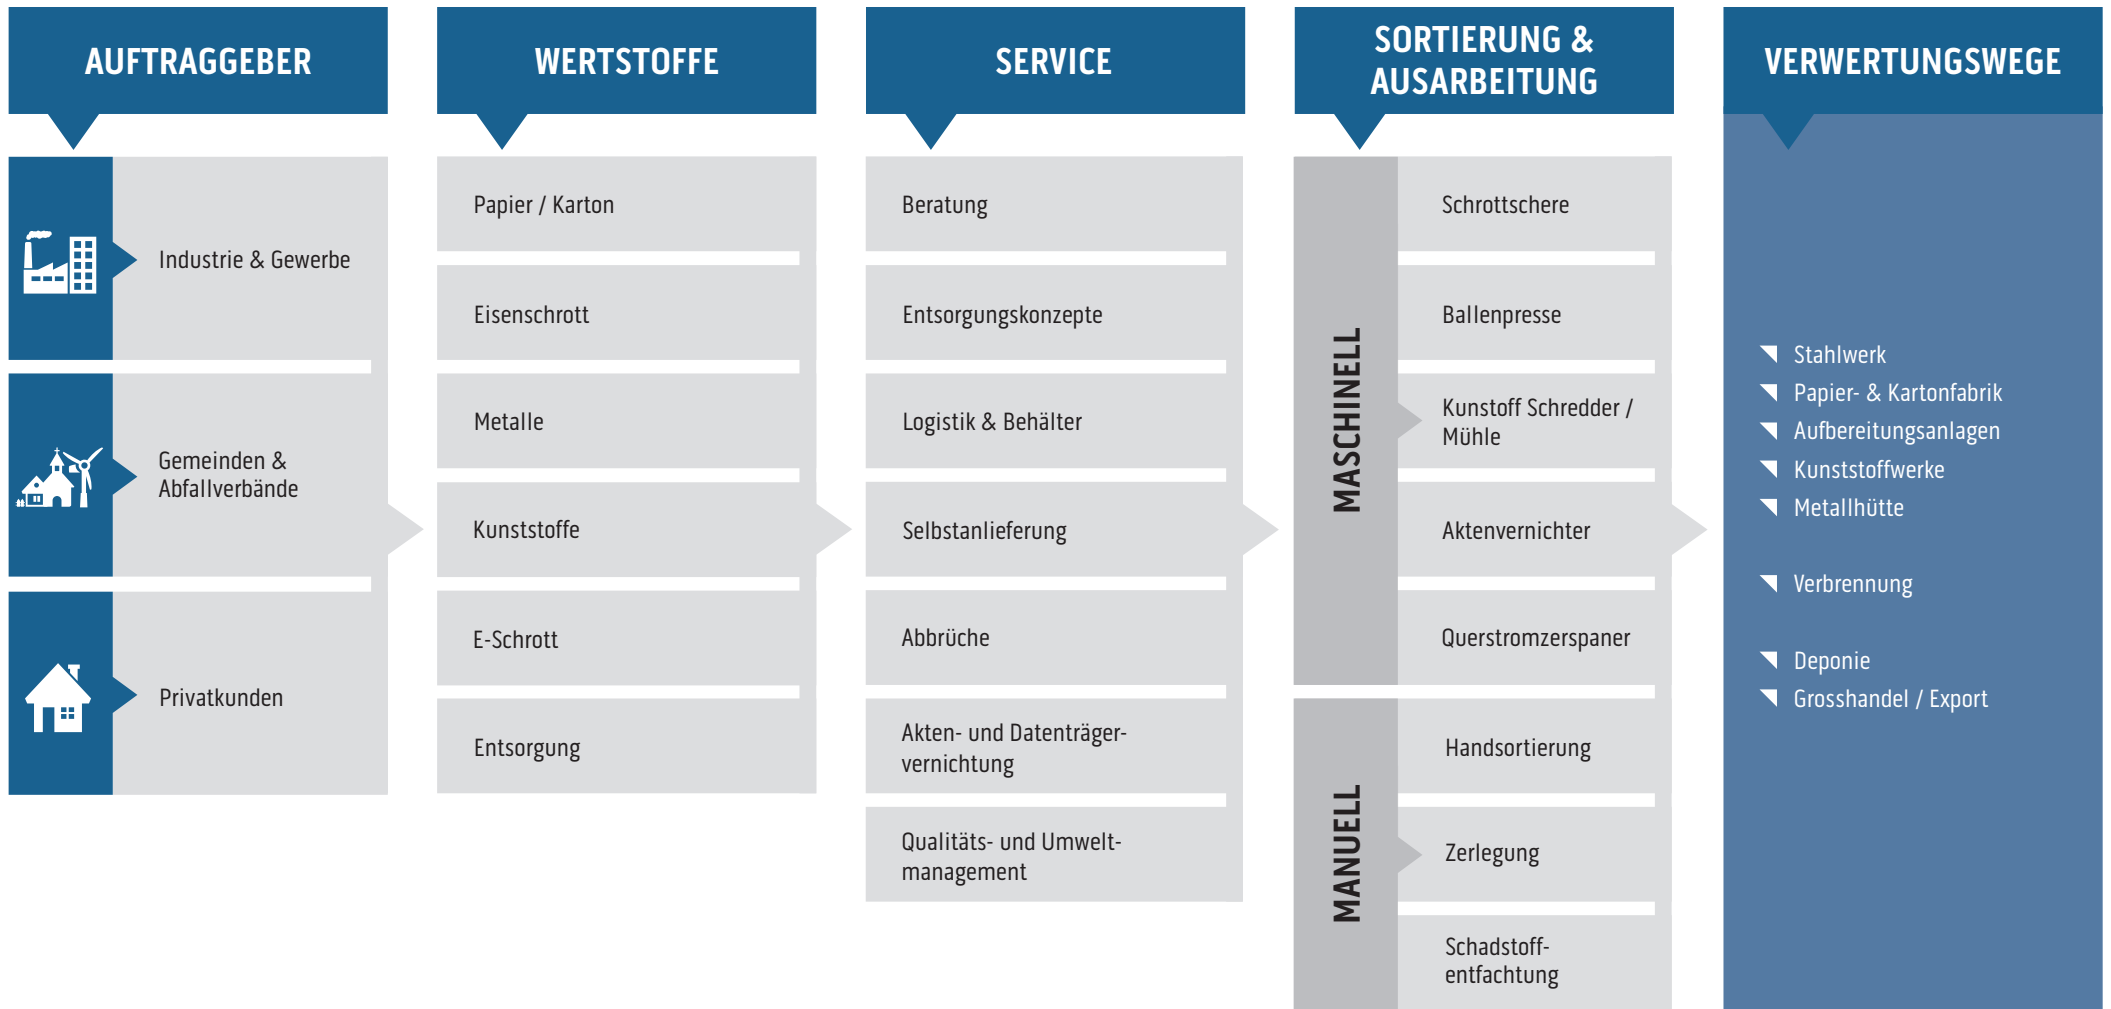 AUFTRAGGEBER
Industrie & Gewerbe
Gemeinden &
Abfallverbände
Privatkunden
WERTSTOFFE
Papier / Karton
Eisenschrott
Metalle
Kunststoffe
E-Schrott
Entsorgung
SERVICE
Beratung
Entsorgungskonzepte
Logistik & Behälter
Selbstanlieferung
Abbrüche
Akten- und Datenträger-
vernichtung
Qualitäts- und Umwelt-
management
SORTIERUNG &
AUSARBEITUNG
MASCHINELL
Schrottschere
Ballenpresse
Kunstoff Schredder /
Mühle
Aktenvernichter
Querstromzerspaner
MANUELL
Handsortierung
Zerlegung
Schadstoff-
entfachtung
VERWERTUNGSWEGE
Stahlwerk
Papier- & Kartonfabrik
Aufbereitungsanlagen
Kunststoffwerke
Metallhütte
Verbrennung
Deponie
Grosshandel / Export